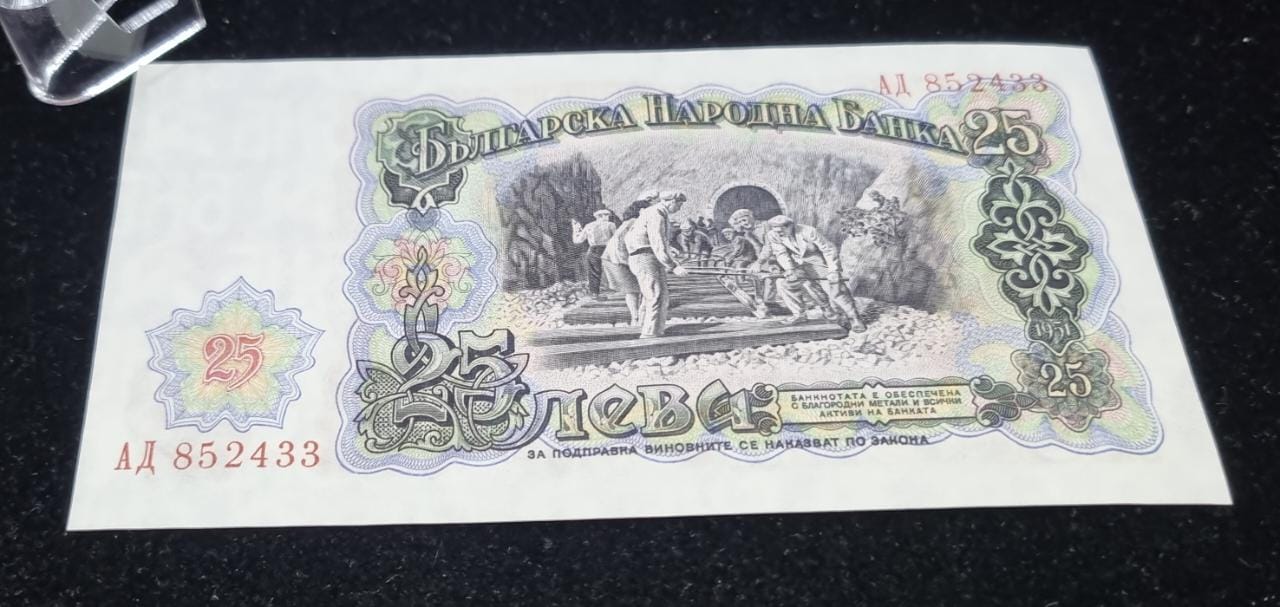 АД 852433
Българска Народна Банка 25
25
1951
25
25 лева
БАНКНОТАТА Е ОБЕСПЕЧЕНА
С БЛАГОРОДНИ МЕТАЛИ И ВСИЧКИ
АКТИВИ НА БАНКАТА
АД 852433
ЗА ПОДПРАВКА ВИНОВНИТЕ СЕ НАКАЗВАТ ПО ЗАКОНА